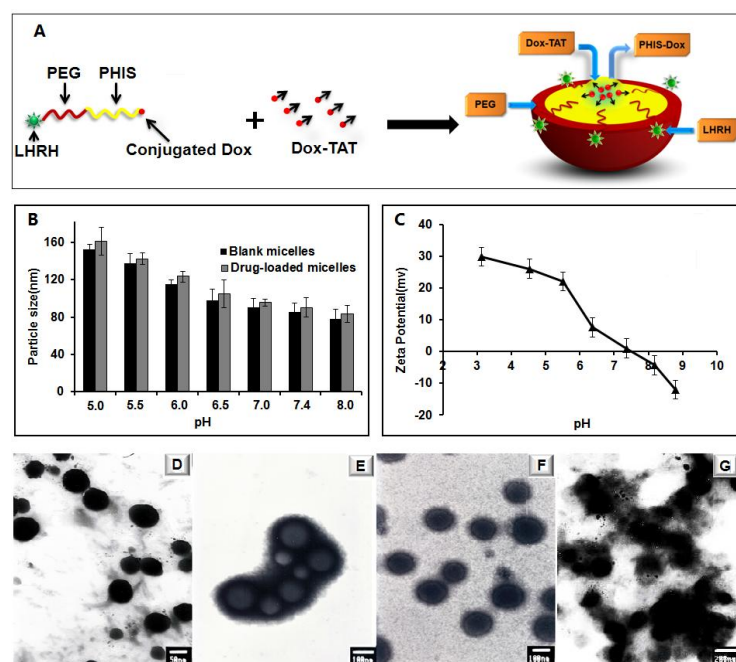 A
PEG PHIS
LHRH
Conjugated Dox
+
Dox-TAT
Dox-TAT
PHIS-Dox
PEG
LHRH
B
Particle size(nm)
160
120
80
40
0
Blank micelles
Drug-loaded micelles
5.0 5.5 6.0 6.5 7.0 7.4 8.0
pH
C
Zeta Potential(mv)
40
30
20
10
0
-10
-20
2 3 4 5 6 7 8 9 10
pH
D
50nm
E
100nm
F
100nm
G
200nm